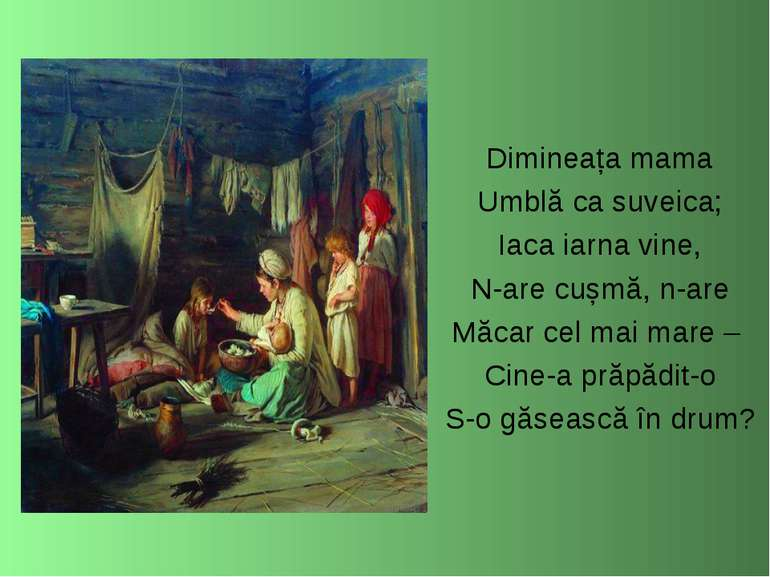 Dimineața mama
Umblă ca suveica;
Iaca iarna vine,
N-are cușmă, n-are
Măcar cel mai mare –
Cine-a prăpădit-o
S-o găsească în drum?